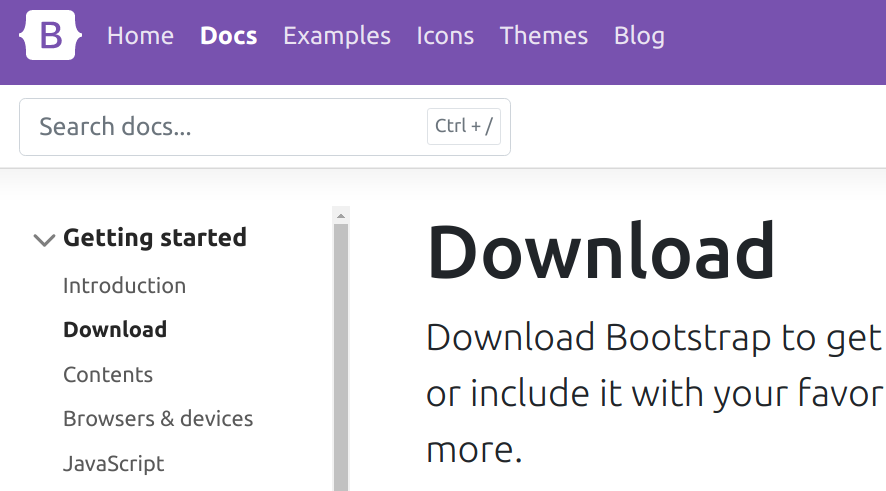 B Home Docs Examples Icons Themes Blog
Search docs... Ctrl + /
Getting started
Introduction
Download
Contents
Browsers & devices
JavaScript
Download
Download Bootstrap to get
or include it with your favor
more.